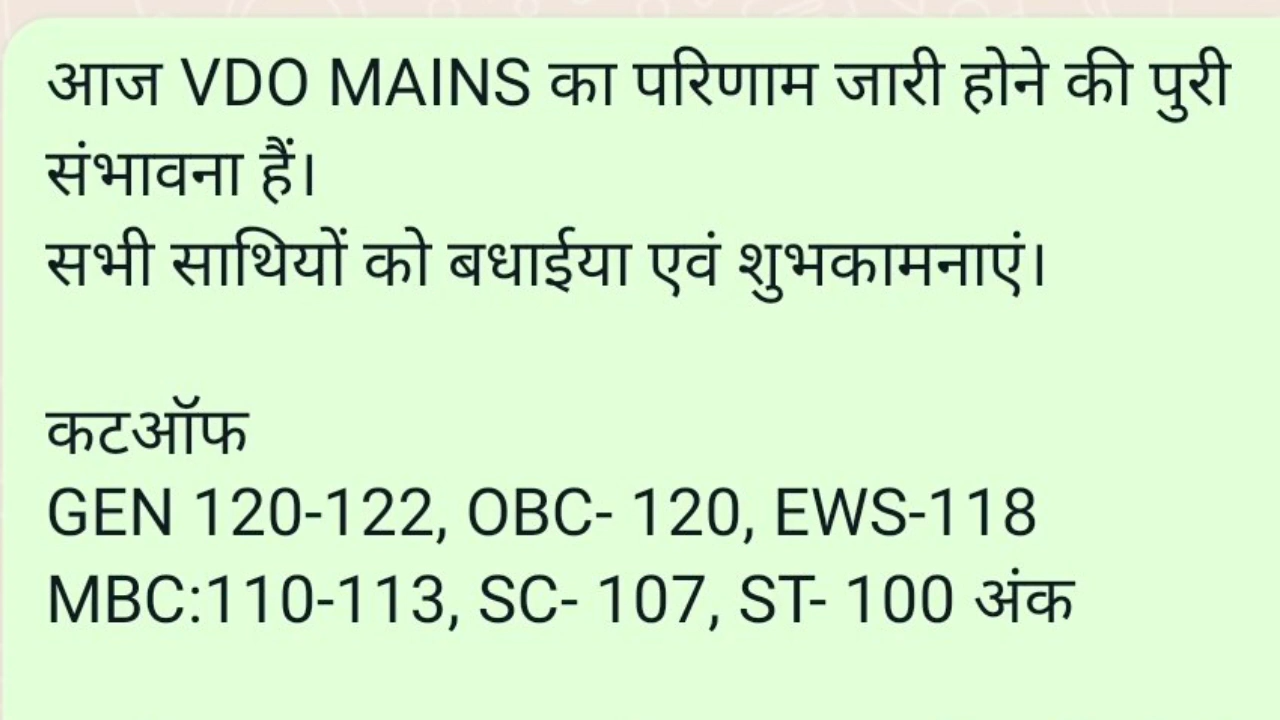 आज VDO MAINS का परिणाम जारी होने की पुरी
संभावना हैं।
सभी साथियों को बधाईया एवं शुभकामनाएं।
कटऑफ
GEN 120-122, OBC- 120, EWS-118
MBC:110-113, SC- 107, ST- 100 अंक